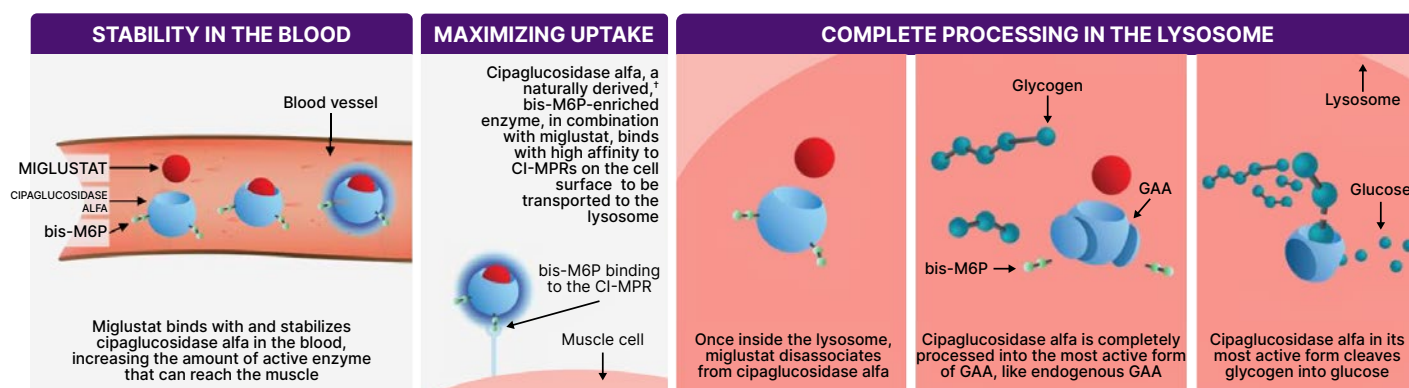 STABILITY IN THE BLOOD
Blood vessel
MIGLUSTAT
CIPAGLUCOSIDASE
ALFA
bis-M6P
Miglustat binds with and stabilizes
cipaglucosidase alfa in the blood,
increasing the amount of active enzyme
that can reach the muscle
MAXIMIZING UPTAKE
Cipaglucosidase alfa, a
naturally derived,†
bis-M6P-enriched
enzyme, in combination
with miglustat, binds
with high affinity to
CI-MPRs on the cell
surface to be
transported to the
lysosome
bis-M6P binding
to the CI-MPR
Muscle cell
COMPLETE PROCESSING IN THE LYSOSOME
Once inside the lysosome,
miglustat disassociates
from cipaglucosidase alfa
Glycogen
GAA
bis-M6P
Cipaglucosidase alfa is completely
processed into the most active form
of GAA, like endogenous GAA
Lysosome
Glucose
Cipaglucosidase alfa in its
most active form cleaves
glycogen into glucose